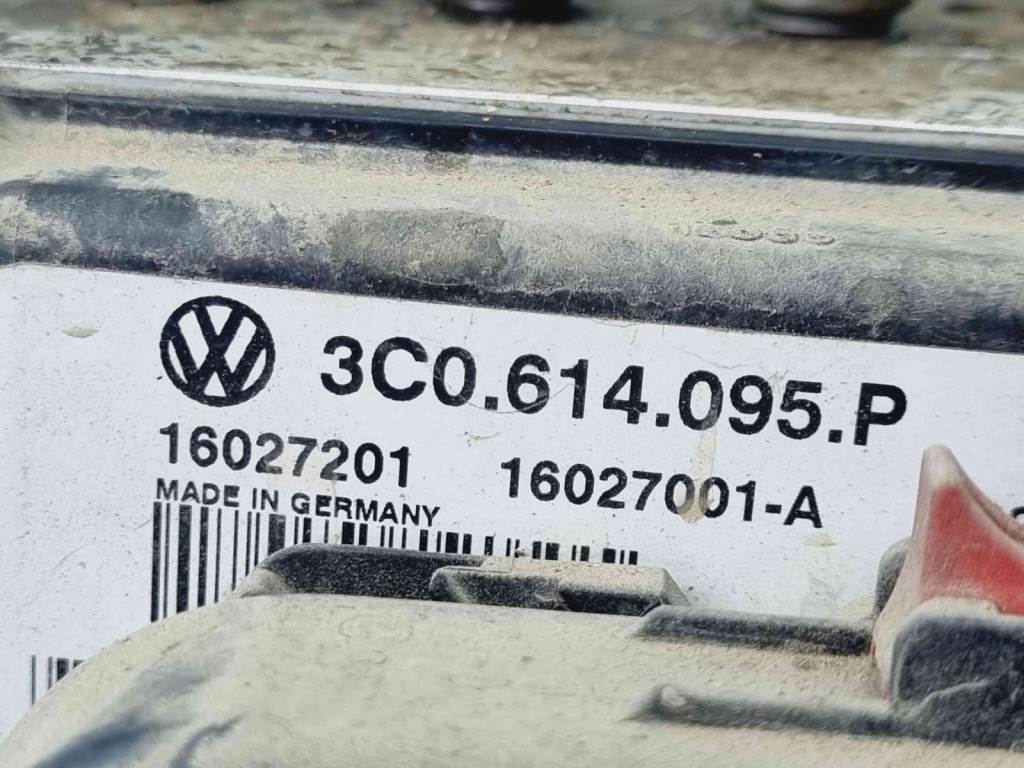 3C0.614.095.P
16027201 16027001-A
MADE IN GERMANY